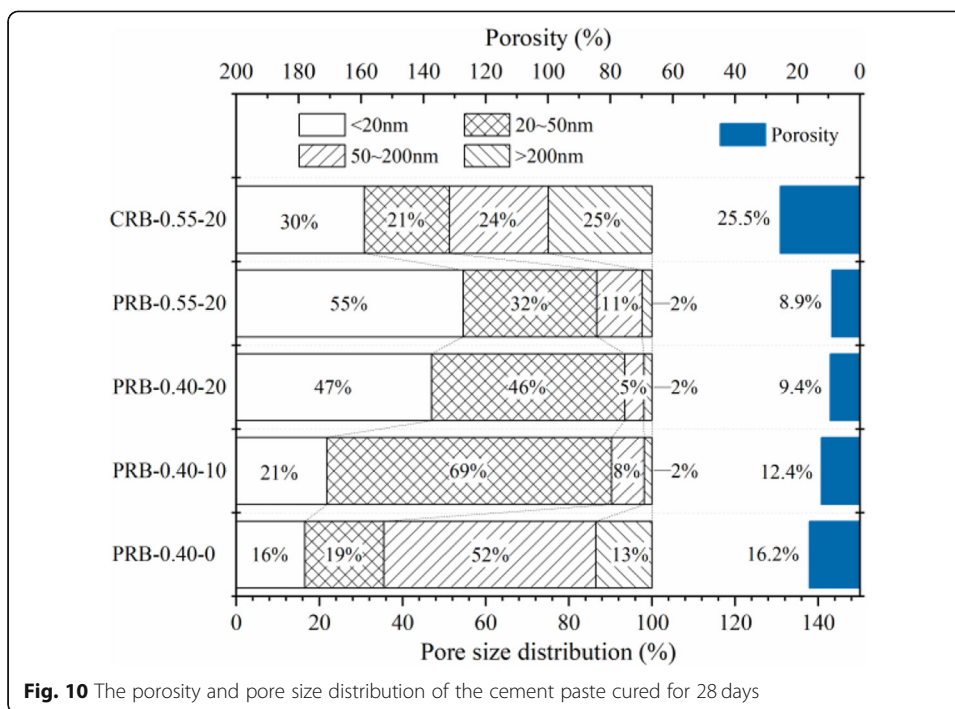 Porosity (%)
200 180 160 140 120 100 80 60 40 20 0
<20nm 20~50nm Porosity
50~200nm >200nm
CRB-0.55-20 30% 21% 24% 25% 25.5%
PRB-0.55-20 55% 32% 11% 2% 8.9%
PRB-0.40-20 47% 46% 5% 2% 9.4%
PRB-0.40-10 21% 69% 8% 2% 12.4%
PRB-0.40-0 16% 19% 52% 13% 16.2%
0 20 40 60 80 100 120 140
Pore size distribution (%)
Fig. 10 The porosity and pore size distribution of the cement paste cured for 28 days